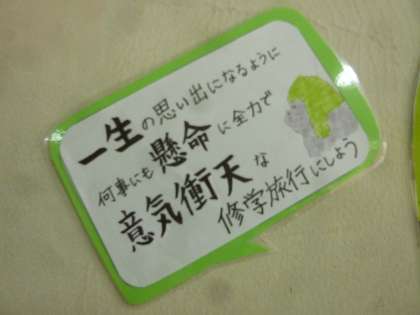 一生の思い出になるように
何事にも懸命に全力で
意気衝天な
修学旅行にしよう